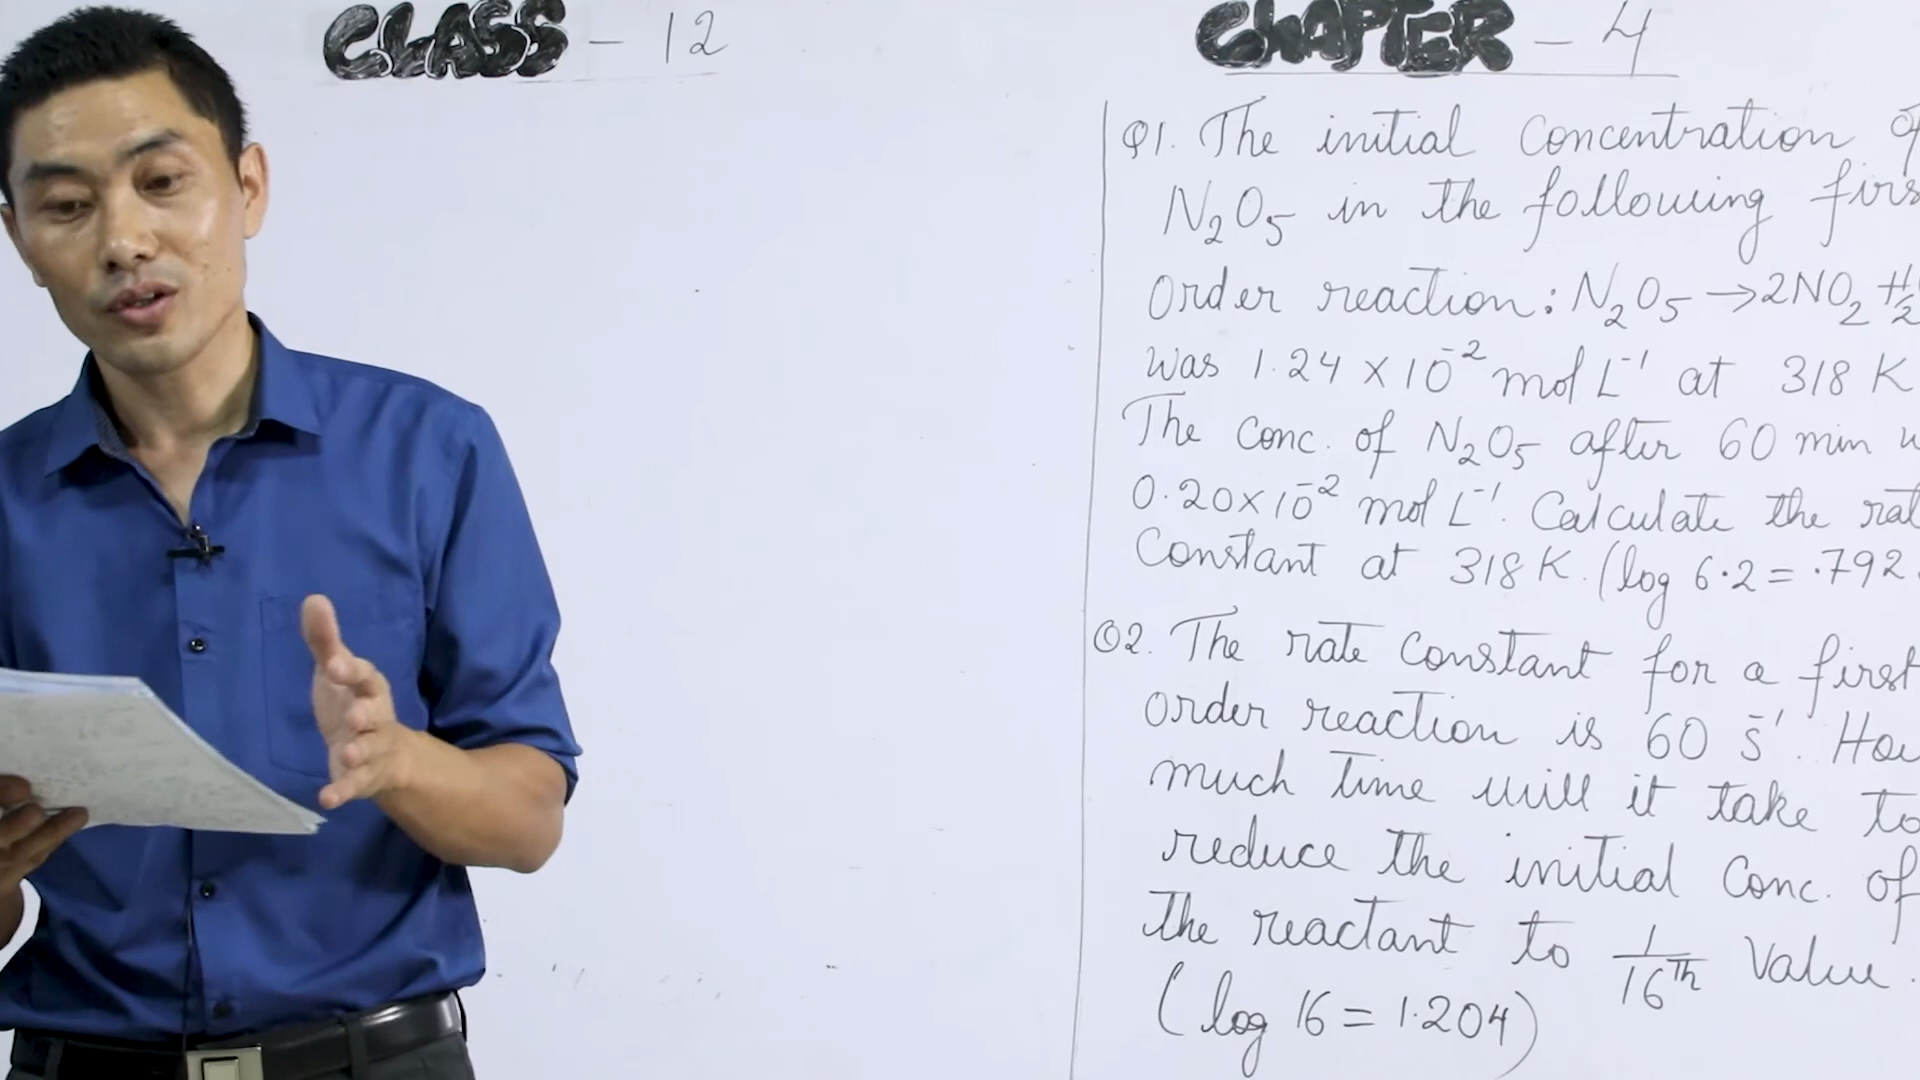 CLASS - 12
CHAPTER - 4
Q1. The initial Concentration of
N₂O₅ in the following firs
Order reaction: N₂O₅ → 2NO₂ +
was 1.24 × 10⁻² mol L⁻¹ at 318 K
The Conc. of N₂O₅ after 60 min
0.20 × 10⁻² mol L⁻¹. Calculate the rat
Constant at 318 K. (log 6.2 = .792
Q2. The rate Constant for a first
order reaction is 60 s⁻¹. How
much time will it take to
reduce the initial Conc. of
the reactant to 1/16ᵗʰ Value.
(log 16 = 1.204)